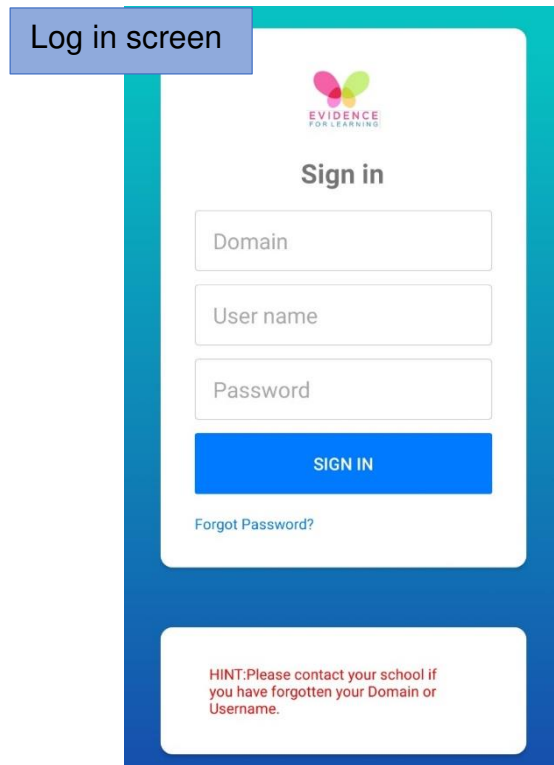 Log in screen
EVIDENCE
FOR LEARNING
Sign in
Domain
User name
Password
SIGN IN
Forgot Password?
HINT:Please contact your school if
you have forgotten your Domain or
Username.